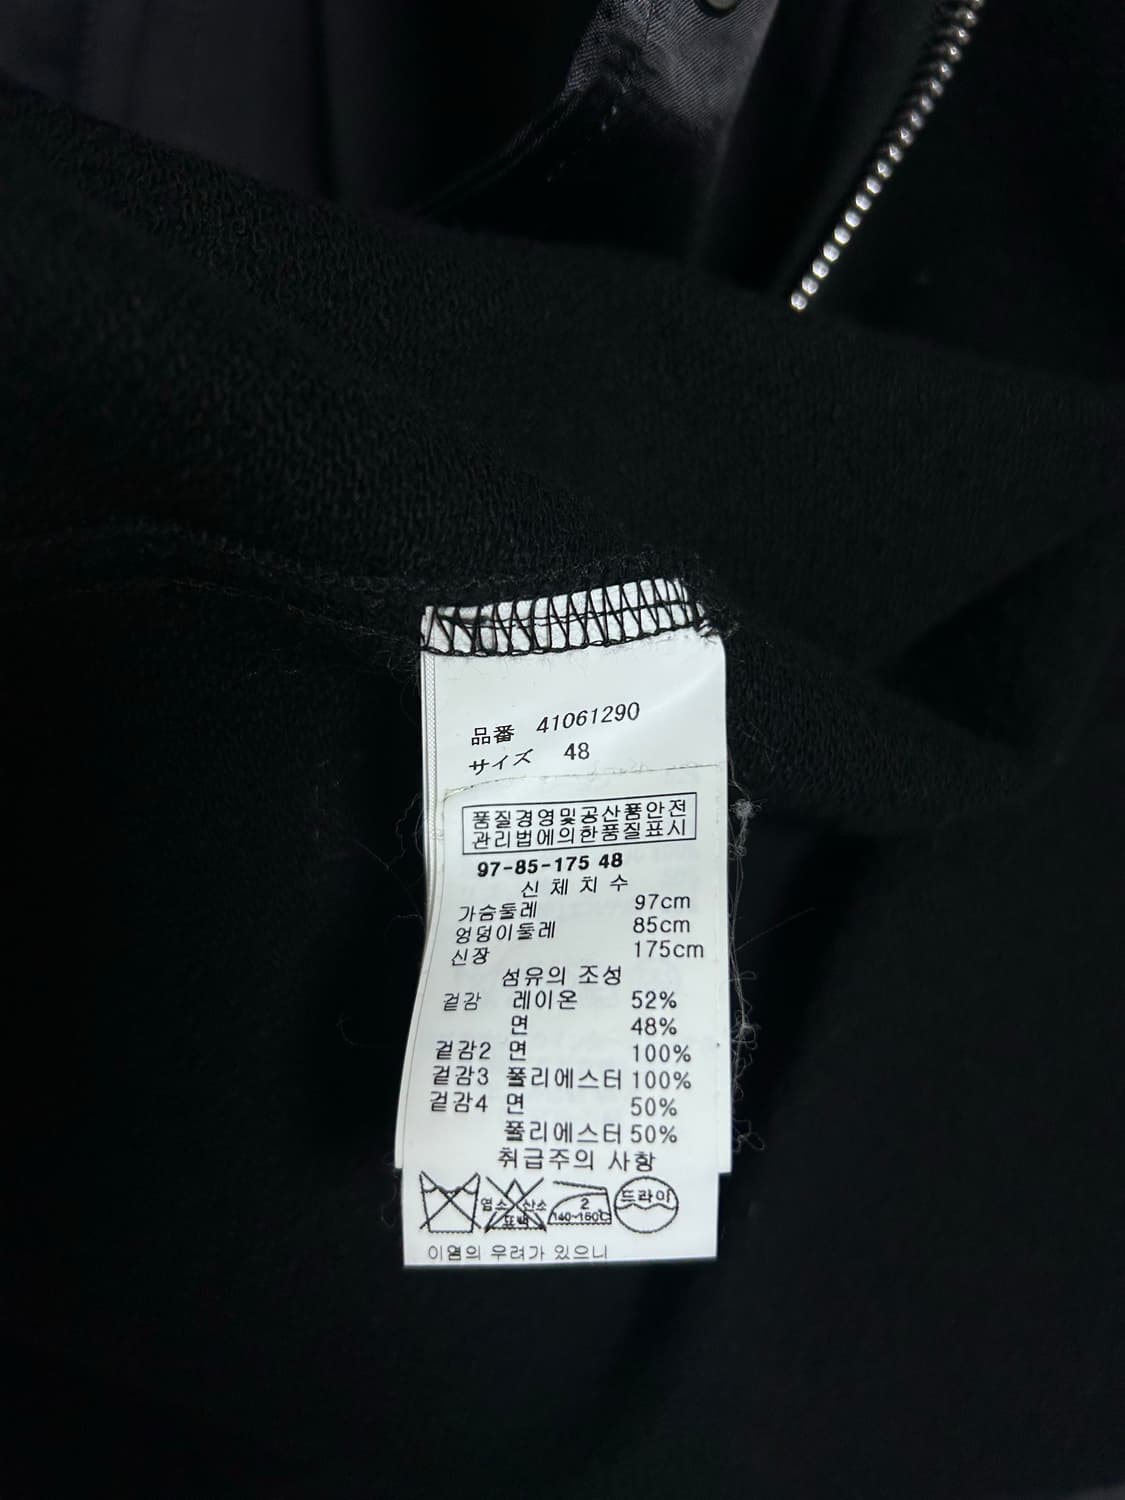 品番 41061290
サイズ 48
품질경영및공산품안전
관리법에의한품질표시
97-85-175 48
신체치수
가슴둘레 97cm
엉덩이둘레 85cm
신장 175cm
섬유의 조성
겉감 레이온 52%
면 48%
겉감2 면 100%
겉감3 폴리에스터 100%
겉감4 면 50%
폴리에스터 50%
취급주의 사항
염소 산소 표백 2 140~160℃ 드라이
이염의 우려가 있으니